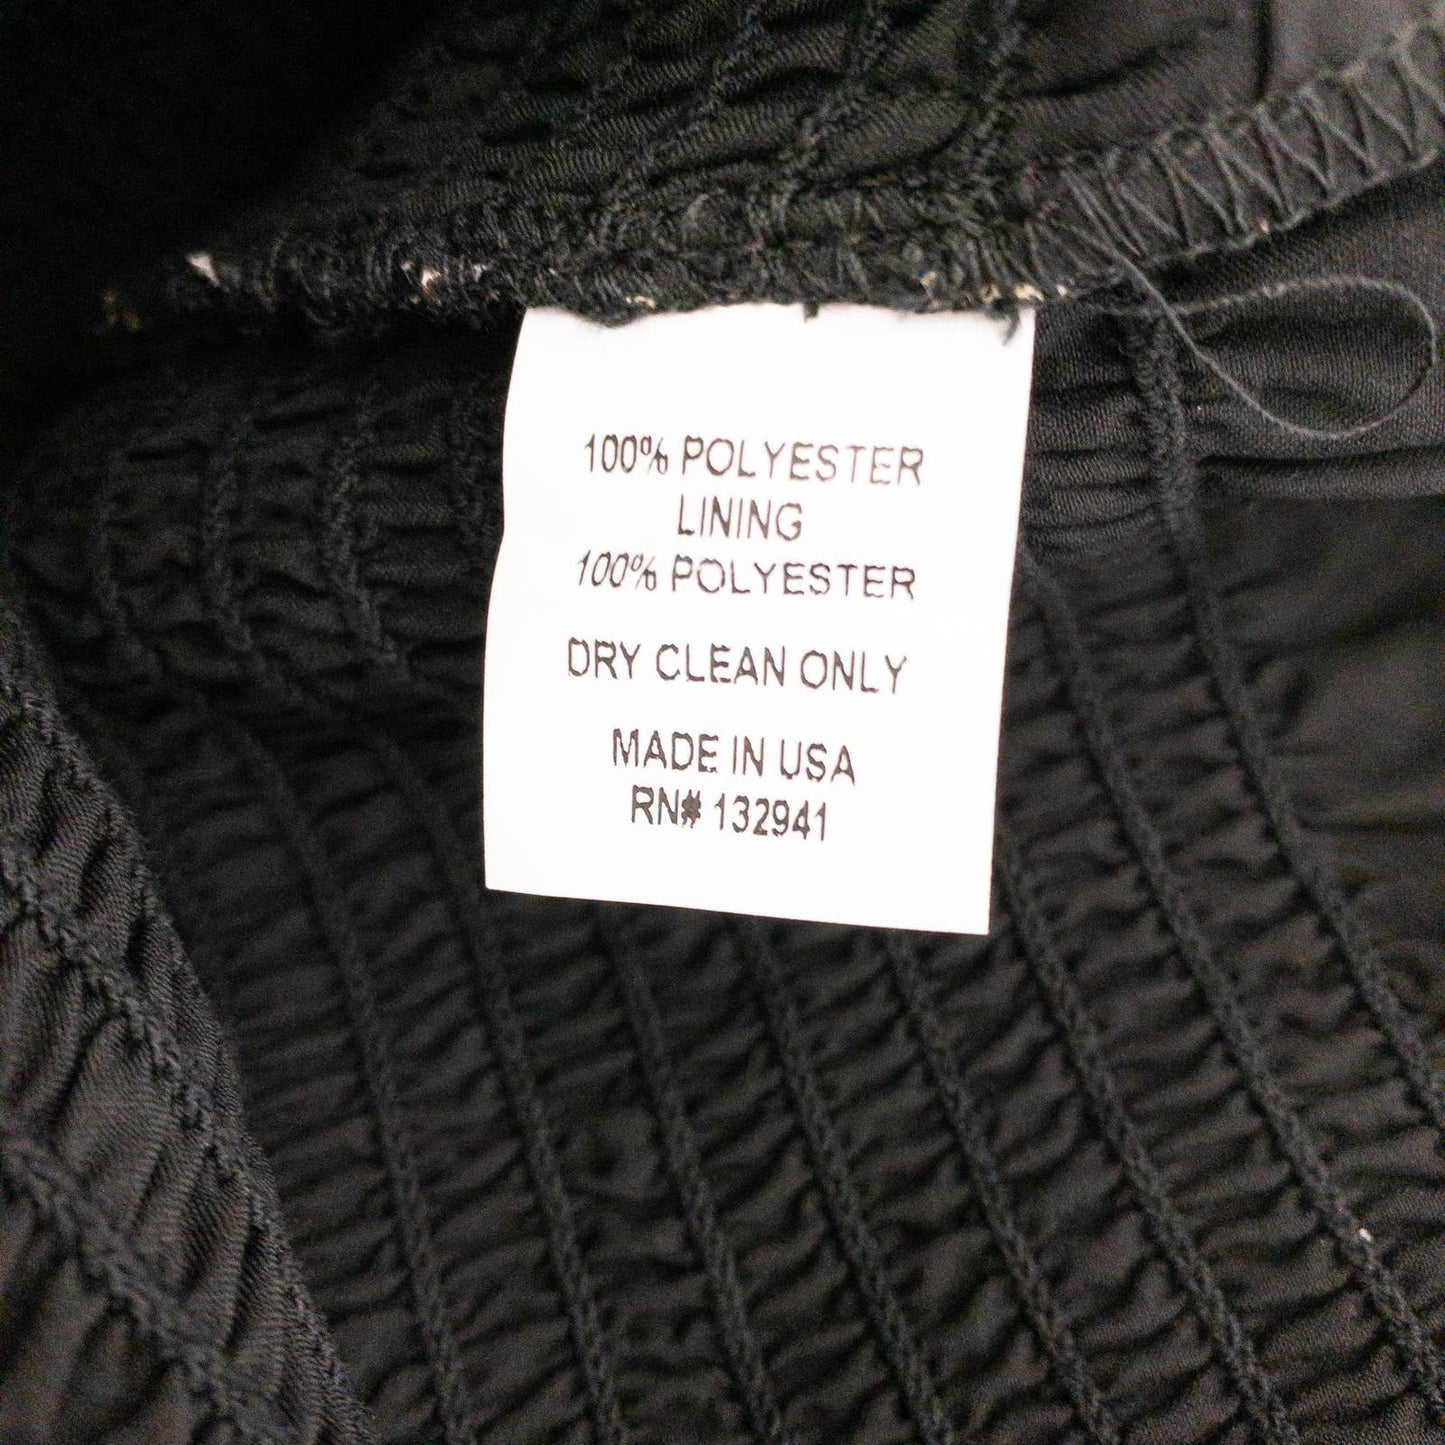 100% POLYESTER
LINING
100% POLYESTER
DRY CLEAN ONLY
MADE IN USA
RN# 132941